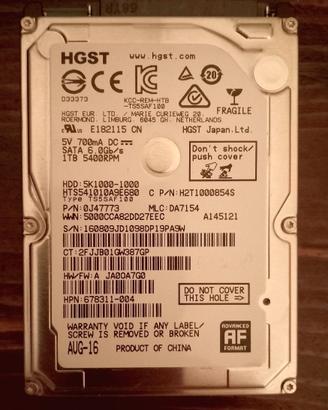 HGST www.hgst.com
D33373
KCC-REM-HTB
-TS5SAF100
20
FRAGILE
HGST EUR LTD. / MARIE CURIEWEG 20.
ROERMOND. LIMBURG 6045 GH. NETHERLANDS
E182115 CN HGST Japan.Ltd.
5V 700mA DC
SATA 6.0Gb/s
1TB 5400RPM
Don't shock/
push cover
HDD:5K1000-1000
HTS541010A9E680 C P/N:H2T1000854S
Type TS5SAF100
P/N:0J47773 MLC:DA7154
WWN:5000CCA82DD27EEC A145121
S/N:160809JD1098DP19PA9W
CT:2FJJB01GW387GP
HW/FW:A JA0OA7G0
HPN:678311-004
DO NOT COVER
THIS HOLE
WARRANTY VOID IF ANY LABEL/
SCREW IS REMOVED OR BROKEN
AUG-16 PRODUCT OF CHINA
ADVANCED
AF
FORMAT